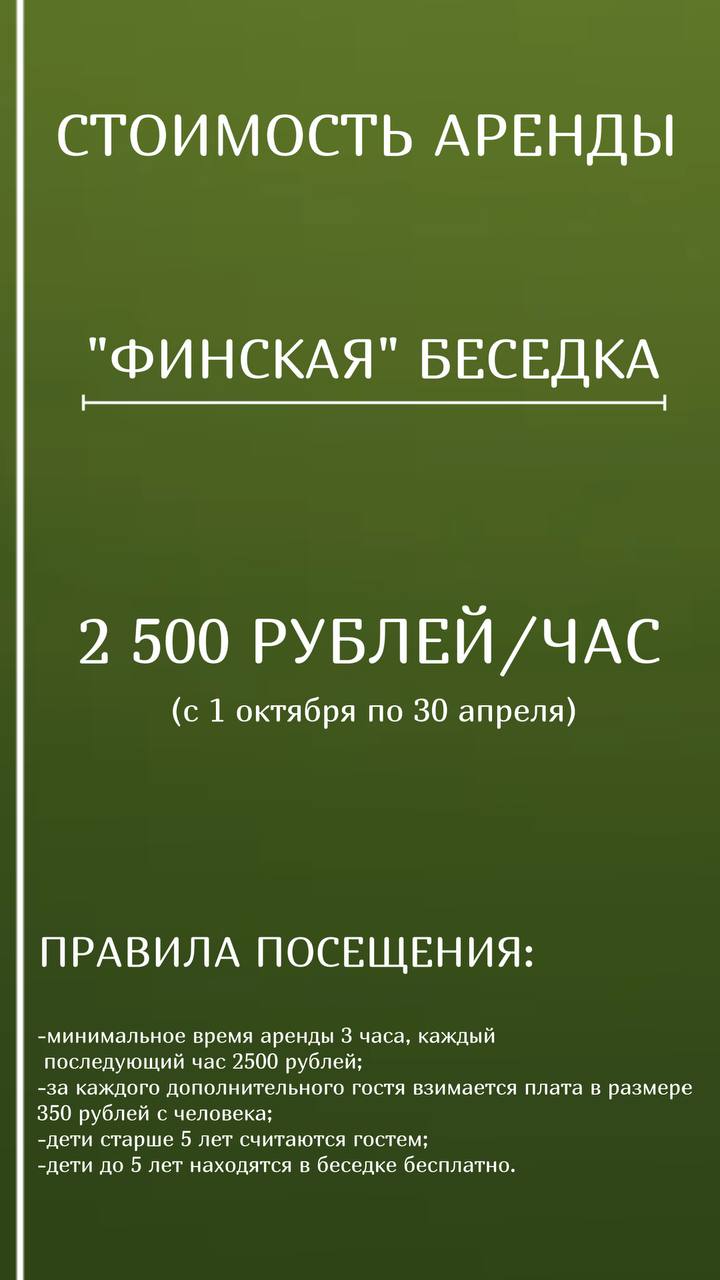 СТОИМОСТЬ АРЕНДЫ
"ФИНСКАЯ" БЕСЕДКА
2 500 РУБЛЕЙ/ЧАС
(с 1 октября по 30 апреля)
ПРАВИЛА ПОСЕЩЕНИЯ:
-минимальное время аренды 3 часа, каждый
последующий час 2500 рублей;
-за каждого дополнительного гостя взимается плата в размере
350 рублей с человека;
-дети старше 5 лет считаются гостем;
-дети до 5 лет находятся в беседке бесплатно.